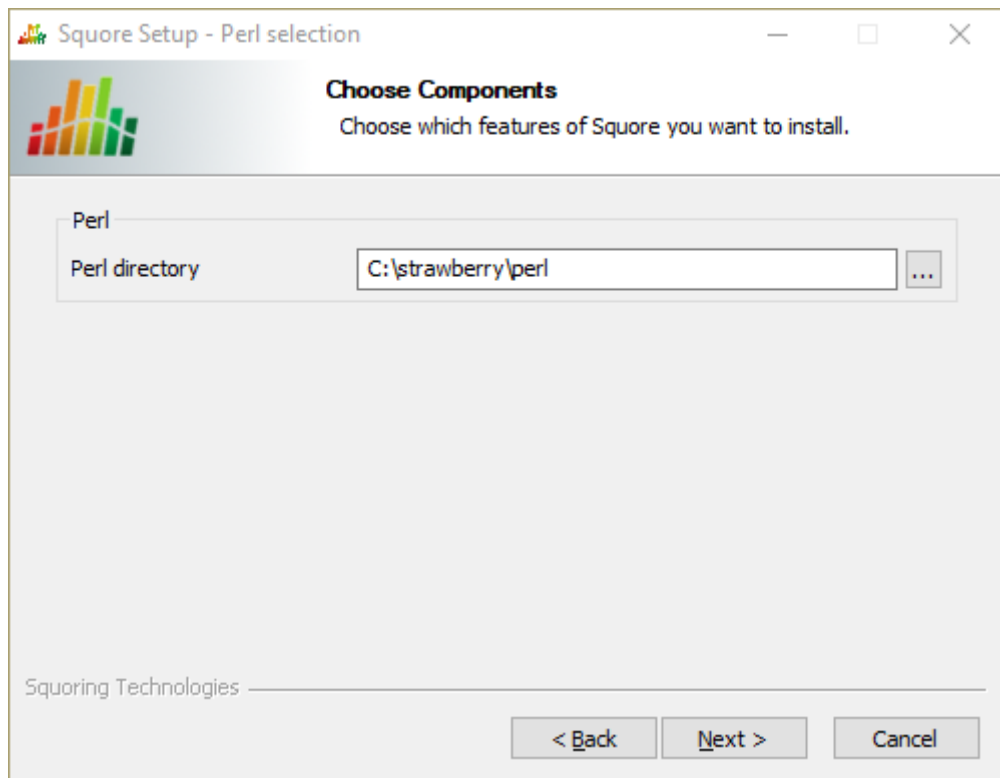 Squore Setup - Perl selection
Choose Components
Choose which features of Squore you want to install.
Perl
Perl directory C:\strawberry\perl ...
Squoring Technologies
< Back Next > Cancel